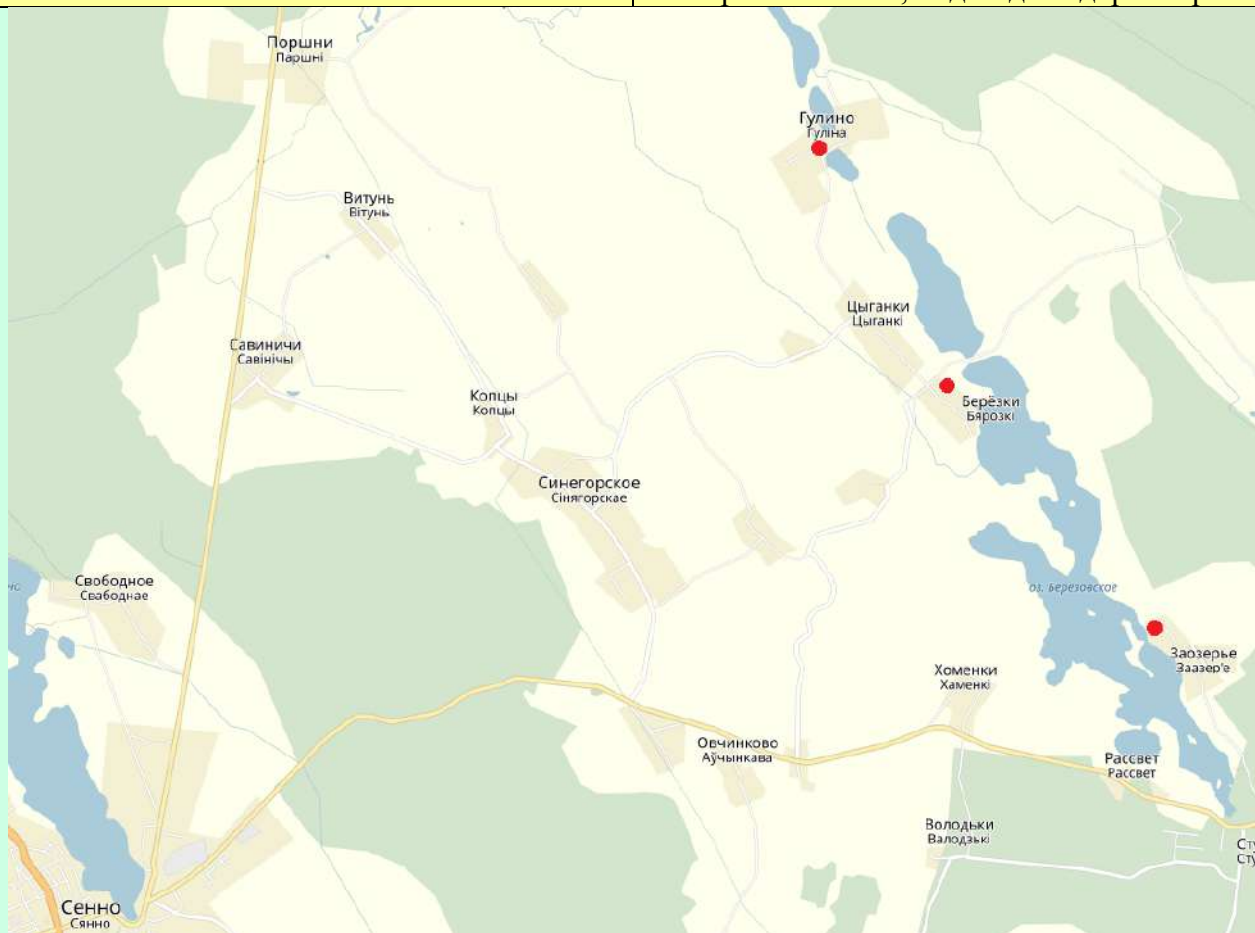 Поршни
Паршні
Гулино
Гуліна
Витунь
Вітунь
Цыганки
Цыганкі
Савиничи
Савінічы
Копцы
Копцы
Берёзки
Бярозкі
Синегорское
Сінягорскае
Свободное
Свабоднае
оз. Березовское
Заозерье
Заазер'е
Хоменки
Хаменкі
Овчинково
Аўчынкава
Рассвет
Рассвет
Володьки
Валодзькі
Сенно
Сянно